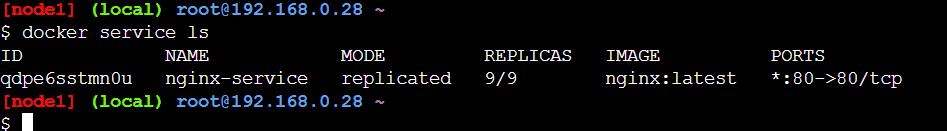 [node1] (local) root@192.168.0.28 ~
$ docker service ls
ID NAME MODE REPLICAS IMAGE PORTS
qdpe6sstmn0u nginx-service replicated 9/9 nginx:latest *:80->80/tcp
[node1] (local) root@192.168.0.28 ~
$